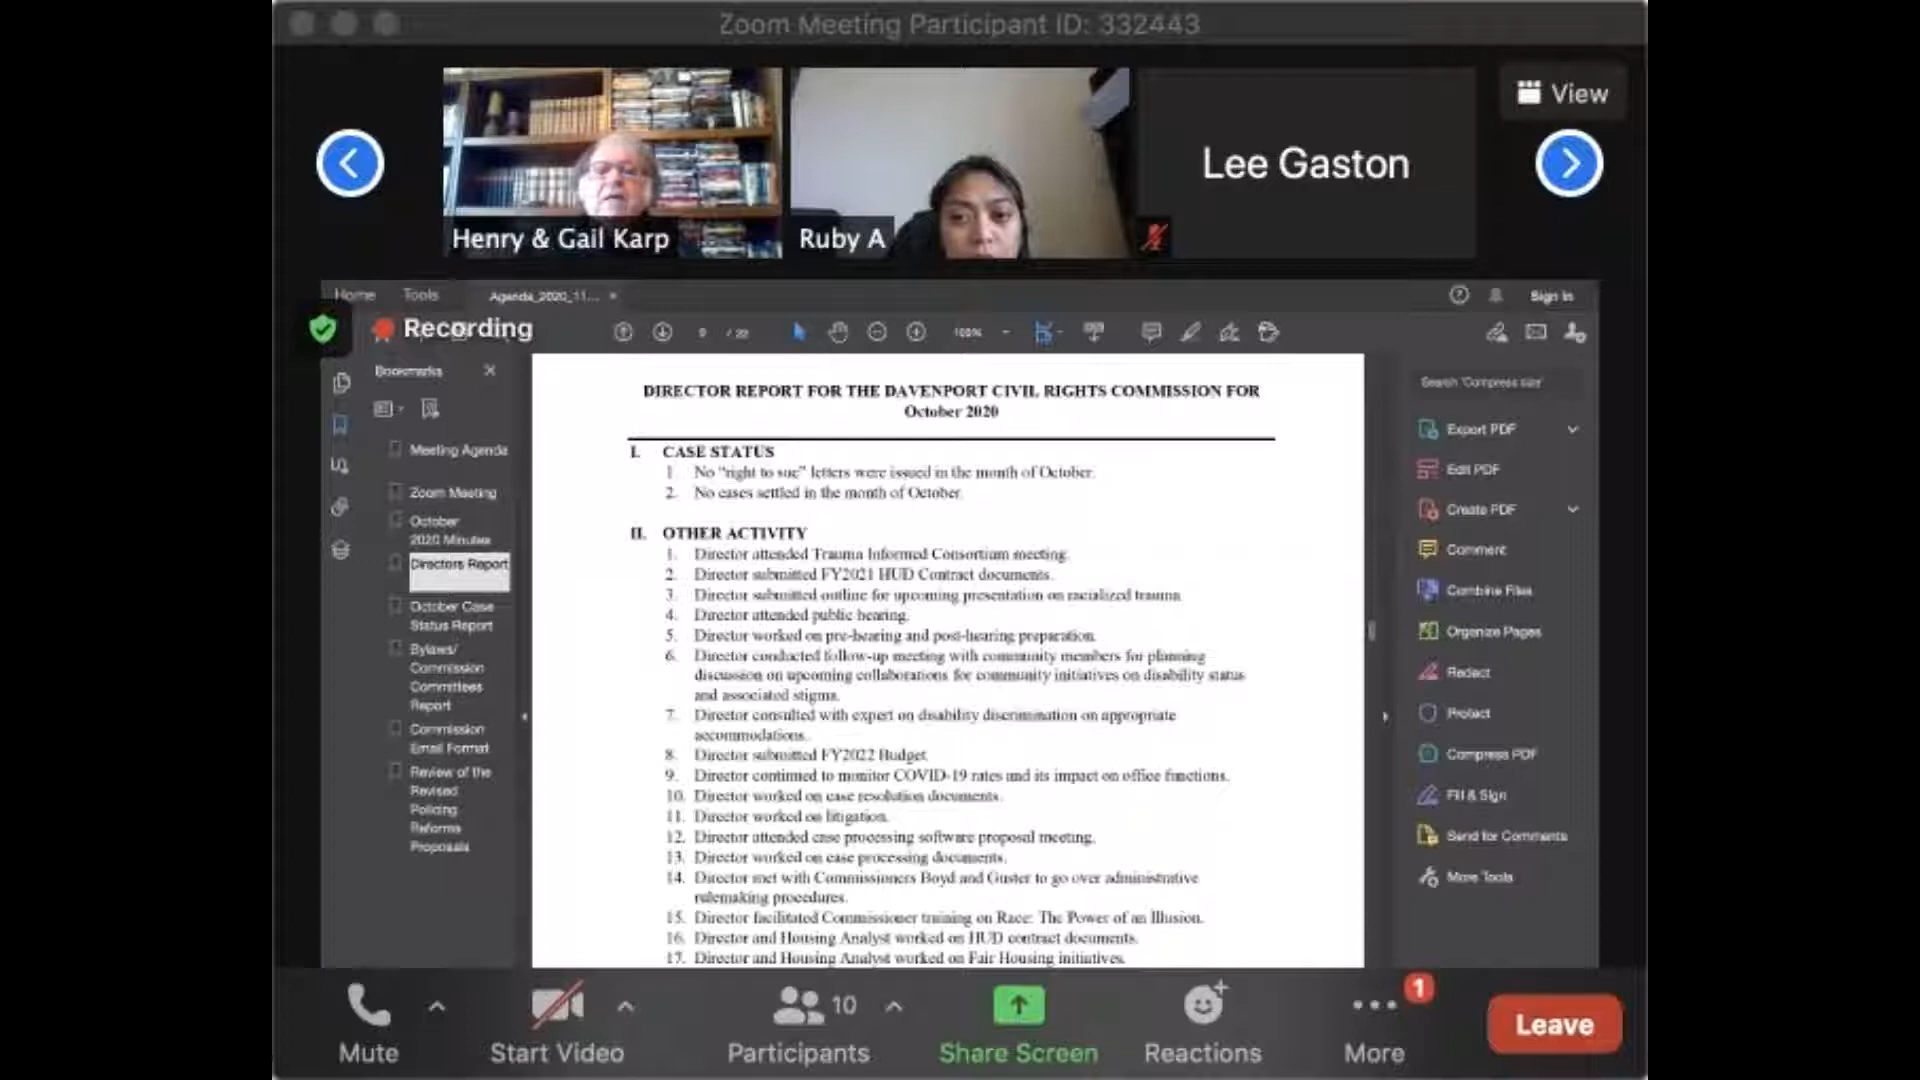 Zoom Meeting Participant ID: 332443
View
Henry & Gail Karp
Ruby A
Lee Gaston
Home
Tools
Agenda_2020_11...
Sign In
Recording
9 / 22
100%
Bookmarks
Meeting Agenda
Zoom Meeting
October
2020 Minutes
Directors Report
October Case
Status Report
Bylaws/
Commission
Committees
Report
Commission
Email Format
Review of the
Revised
Policing
Reforms
Proposals
DIRECTOR REPORT FOR THE DAVENPORT CIVIL RIGHTS COMMISSION FOR
October 2020
I. CASE STATUS
1. No “right to sue” letters were issued in the month of October.
2. No cases settled in the month of October.
II. OTHER ACTIVITY
1. Director attended Trauma Informed Consortium meeting.
2. Director submitted FY2021 HUD Contract documents.
3. Director submitted outline for upcoming presentation on racialized trauma.
4. Director attended public hearing.
5. Director worked on pre-hearing and post-hearing preparation.
6. Director conducted follow-up meeting with community members for planning
discussion on upcoming collaborations for community initiatives on disability status
and associated stigma.
7. Director consulted with expert on disability discrimination on appropriate
accommodations.
8. Director submitted FY2022 Budget.
9. Director continued to monitor COVID-19 rates and its impact on office functions.
10. Director worked on case resolution documents.
11. Director worked on litigation.
12. Director attended case processing software proposal meeting.
13. Director worked on case processing documents.
14. Director met with Commissioners Boyd and Guster to go over administrative
rulemaking procedures.
15. Director facilitated Commissioner training on Race: The Power of an Illusion.
16. Director and Housing Analyst worked on HUD contract documents.
17. Director and Housing Analyst worked on Fair Housing initiatives.
Search 'Compress size'
Export PDF
Edit PDF
Create PDF
Comment
Combine Files
Organize Pages
Redact
Protect
Compress PDF
Fill & Sign
Send for Comments
More Tools
Mute
Start Video
10
Participants
Share Screen
Reactions
1
More
Leave